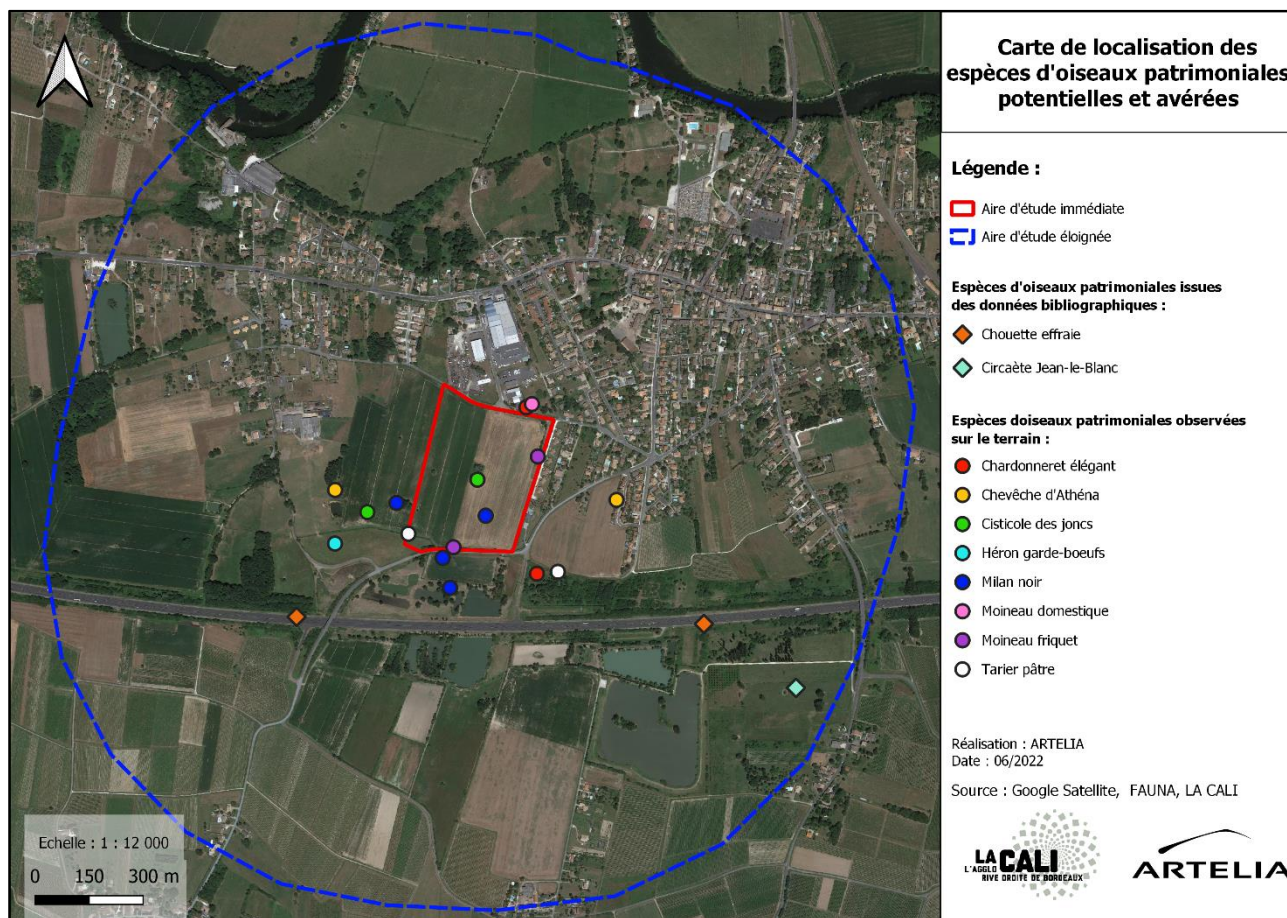 Carte de localisation des
espèces d'oiseaux patrimoniales
potentielles et avérées
Légende :
Aire d'étude immédiate
Aire d'étude éloignée
Espèces d'oiseaux patrimoniales issues
des données bibliographiques :
Chouette effraie
Circaète Jean-le-Blanc
Espèces doiseaux patrimoniales observées
sur le terrain :
Chardonneret élégant
Chevêche d'Athéna
Cisticole des joncs
Héron garde-boeufs
Milan noir
Moineau domestique
Moineau friquet
Tarier pâtre
Réalisation : ARTELIA
Date : 06/2022
Source : Google Satellite, FAUNA, LA CALI
LA CALI
L'AGGLO
RIVE DROITE DE BORDEAUX
ARTELIA
Echelle : 1 : 12 000
0 150 300 m